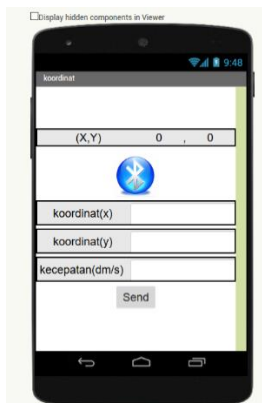 Display hidden components in Viewer
9:48
koordinat
(X,Y) 0 , 0
koordinat(x)
koordinat(y)
kecepatan(dm/s)
Send